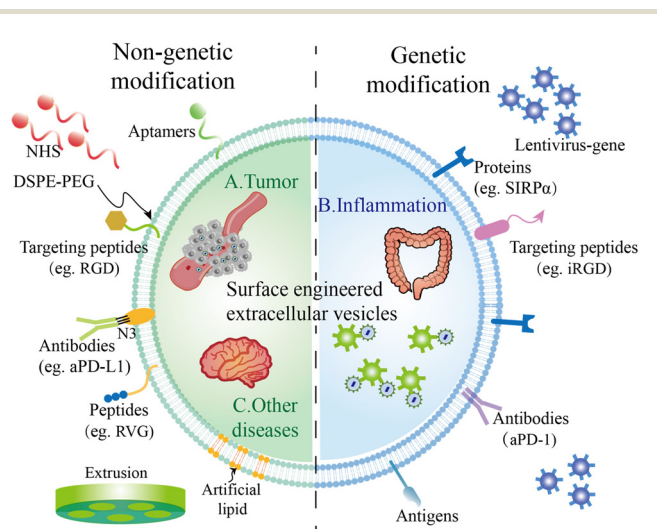 Non-genetic
modification
Genetic
modification
NHS
Aptamers
DSPE-PEG
Targeting peptides
(eg. RGD)
N3
Antibodies
(eg. aPD-L1)
Peptides
(eg. RVG)
Extrusion
Artificial
lipid
A.Tumor
B.Inflammation
Surface engineered
extracellular vesicles
C.Other
diseases
Lentivirus-gene
Proteins
(eg. SIRPα)
Targeting peptides
(eg. iRGD)
Antibodies
(aPD-1)
Antigens